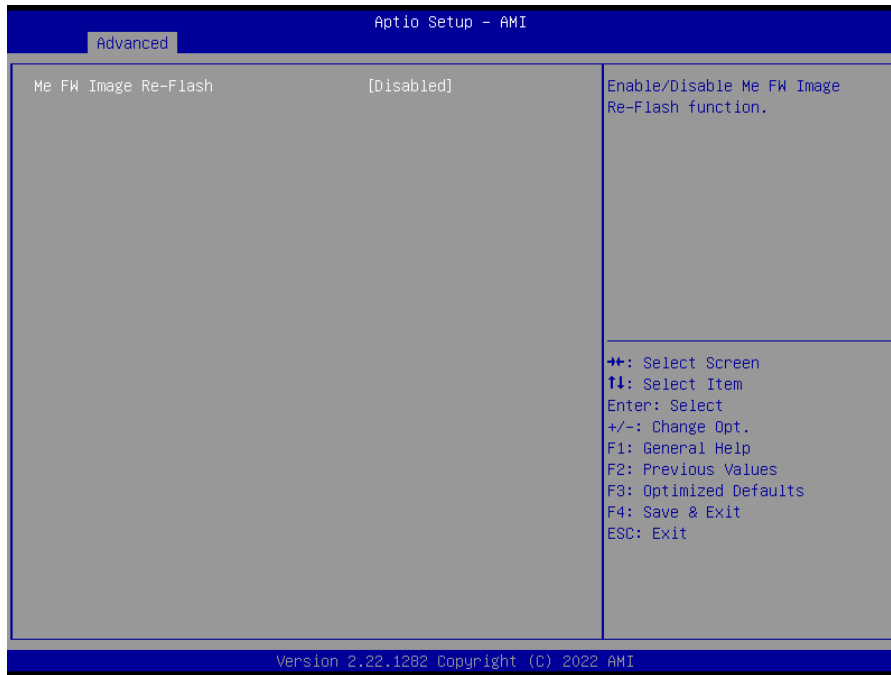 Aptio Setup - AMI
Advanced
Me FW Image Re-Flash [Disabled]
Enable/Disable Me FW Image
Re-Flash function.
→←: Select Screen
↑↓: Select Item
Enter: Select
+/-: Change Opt.
F1: General Help
F2: Previous Values
F3: Optimized Defaults
F4: Save & Exit
ESC: Exit
Version 2.22.1282 Copyright (C) 2022 AMI